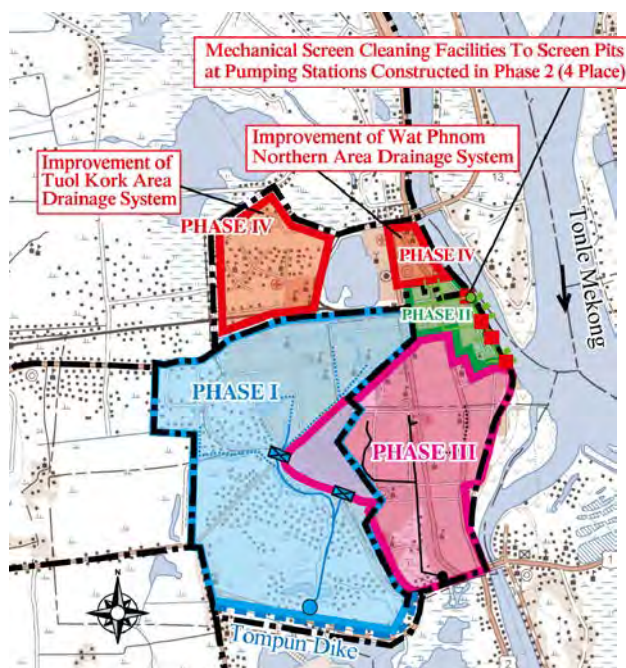 Mechanical Screen Cleaning Facilities To Screen Pits
at Pumping Stations Constructed in Phase 2 (4 Place)
Improvement of Wat Phnom
Northern Area Drainage System
Improvement of
Tuol Kork Area
Drainage System
13
PHASE IV
PHASE IV
Tonle Mekong
PHASE II
PHASE I
PHASE III
N
1
Tompun Dike